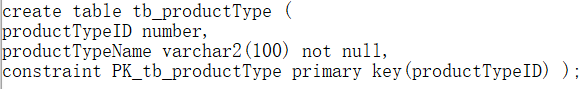 create table tb_productType (
productTypeID number,
productTypeName varchar2(100) not null,
constraint PK_tb_productType primary key(productTypeID) );